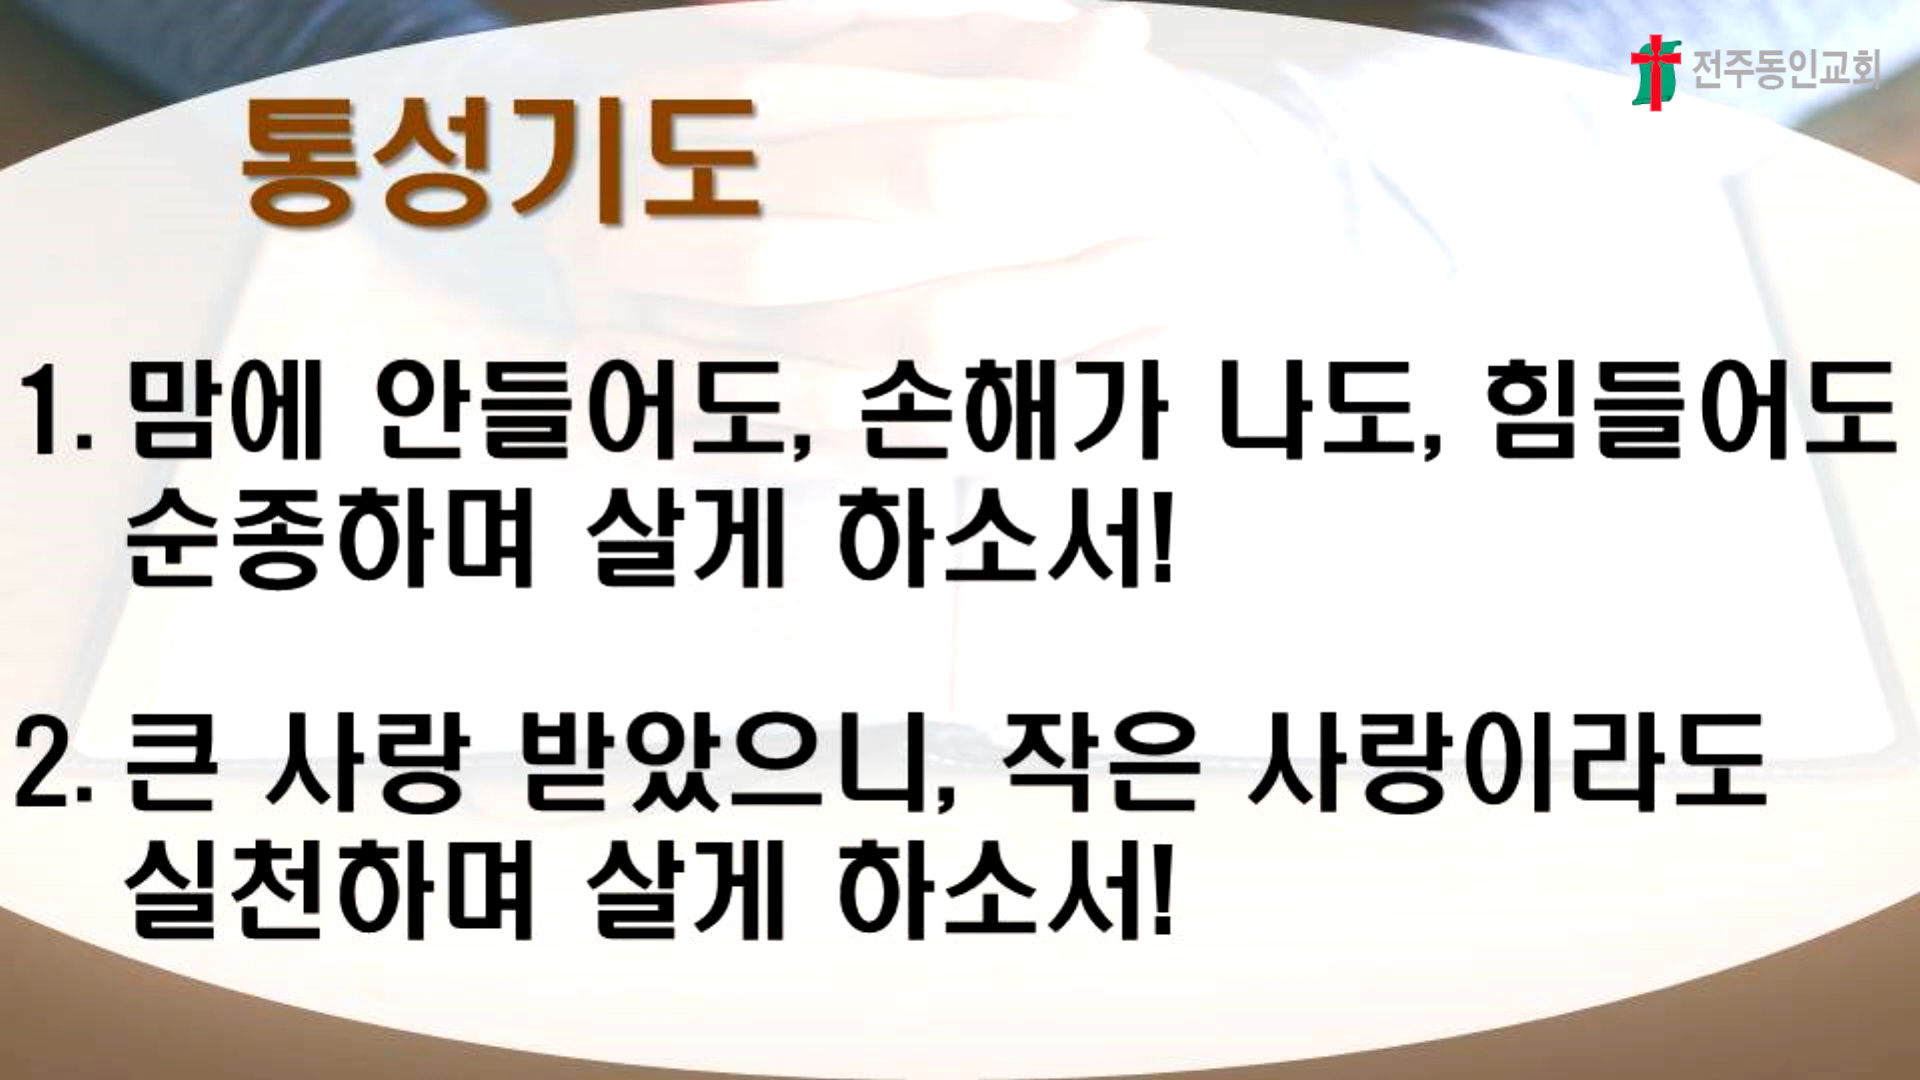 전주동인교회
통성기도
1. 맘에 안들어도, 손해가 나도, 힘들어도
순종하며 살게 하소서!
2. 큰 사랑 받았으니, 작은 사랑이라도
실천하며 살게 하소서!